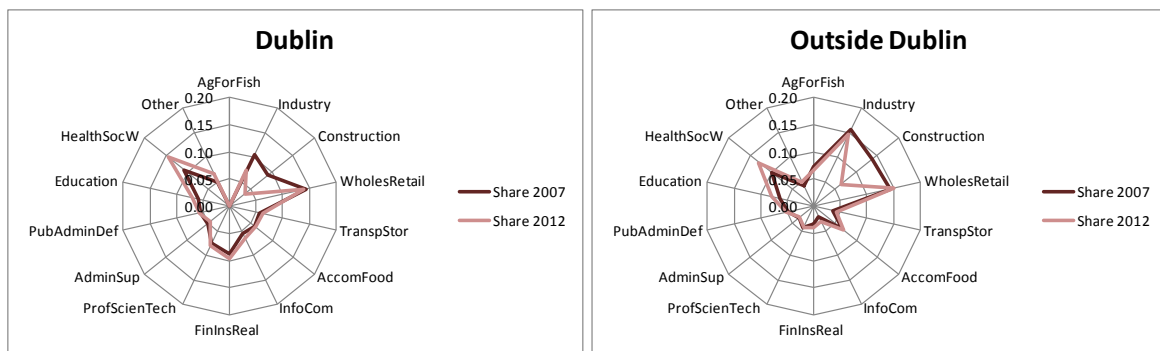 Dublin
AgForFish
0.20
Other
Industry
0.15
HealthSocW
Construction
0.10
0.05
Education
WholesRetail
0.00
PubAdminDef
TranspStor
AdminSup
AccomFood
ProfScienTech
InfoCom
FinInsReal
Share 2007
Share 2012
Outside Dublin
AgForFish
0.20
Other
Industry
0.15
HealthSocW
Construction
0.10
0.05
Education
WholesRetail
0.00
PubAdminDef
TranspStor
AdminSup
AccomFood
ProfScienTech
InfoCom
FinInsReal
Share 2007
Share 2012